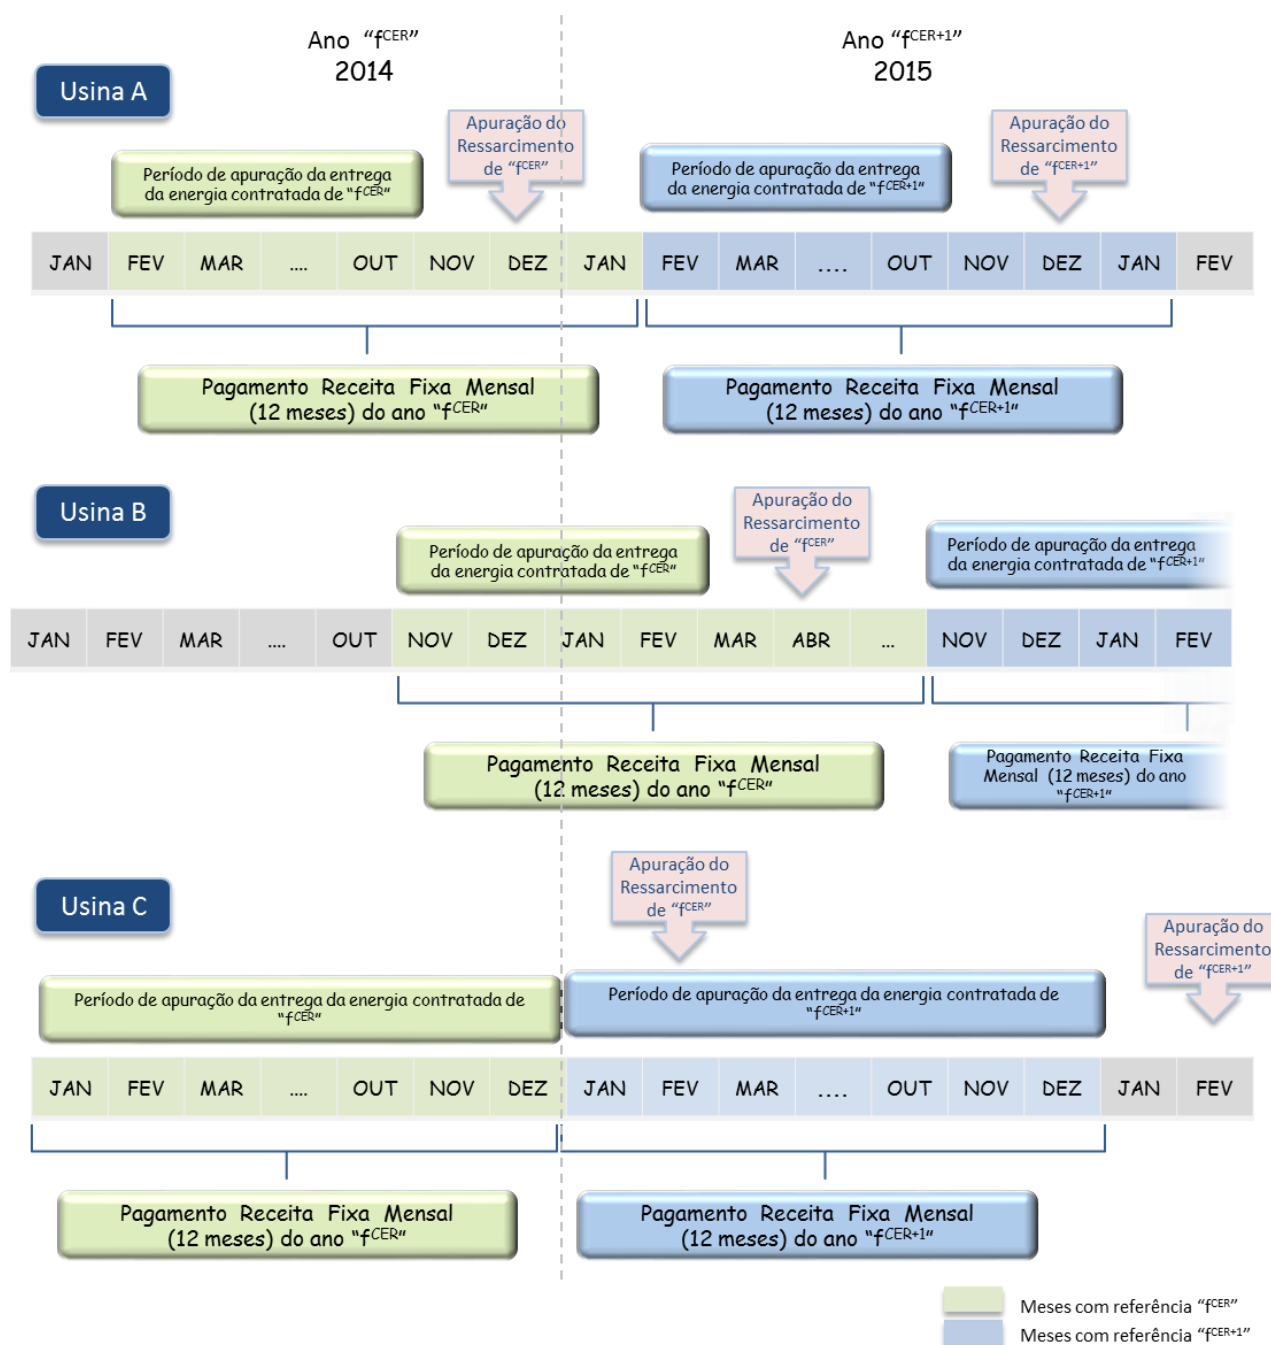 Ano “fCER”
2014
Ano “fCER+1”
2015
Usina A
Apuração do
Ressarcimento
de “fCER”
Apuração do
Ressarcimento
de “fCER+1”
Período de apuração da entrega
da energia contratada de “fCER”
Período de apuração da entrega
da energia contratada de “fCER+1”
JAN FEV MAR .... OUT NOV DEZ JAN FEV MAR .... OUT NOV DEZ JAN FEV
Pagamento Receita Fixa Mensal
(12 meses) do ano “fCER”
Pagamento Receita Fixa Mensal
(12 meses) do ano “fCER+1”
Usina B
Apuração do
Ressarcimento
de “fCER”
Período de apuração da entrega
da energia contratada de “fCER”
Período de apuração da entrega
da energia contratada de “fCER+1”
JAN FEV MAR .... OUT NOV DEZ JAN FEV MAR ABR ... NOV DEZ JAN FEV
Pagamento Receita Fixa Mensal
(12 meses) do ano “fCER”
Pagamento Receita Fixa
Mensal (12 meses) do ano
“fCER+1”
Usina C
Apuração do
Ressarcimento
de “fCER”
Apuração do
Ressarcimento
de “fCER+1”
Período de apuração da entrega da energia contratada de
“fCER”
Período de apuração da entrega da energia contratada de
“fCER+1”
JAN FEV MAR .... OUT NOV DEZ JAN FEV MAR .... OUT NOV DEZ JAN FEV
Pagamento Receita Fixa Mensal
(12 meses) do ano “fCER”
Pagamento Receita Fixa Mensal
(12 meses) do ano “fCER+1”
Meses com referência “fCER”
Meses com referência “fCER+1”